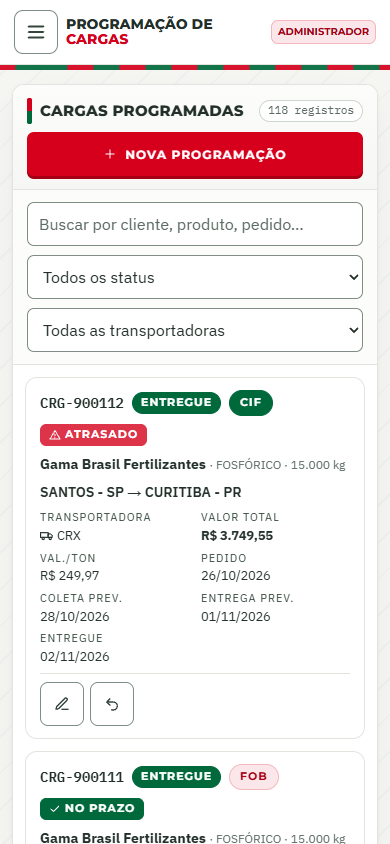 PROGRAMAÇÃO DE
CARGAS
ADMINISTRADOR
CARGAS PROGRAMADAS
118 registros
+ NOVA PROGRAMAÇÃO
Buscar por cliente, produto, pedido...
Todos os status
Todas as transportadoras
CRG-900112 ENTREGUE CIF
ATRASADO
Gama Brasil Fertilizantes · FOSFÓRICO · 15.000 kg
SANTOS - SP → CURITIBA - PR
TRANSPORTADORA VALOR TOTAL
CRX R$ 3.749,55
VAL./TON PEDIDO
R$ 249,97 26/10/2026
COLETA PREV. ENTREGA PREV.
28/10/2026 01/11/2026
ENTREGUE
02/11/2026
CRG-900111 ENTREGUE FOB
NO PRAZO
Gama Brasil Fertilizantes · FOSFÓRICO · 15.000 kg